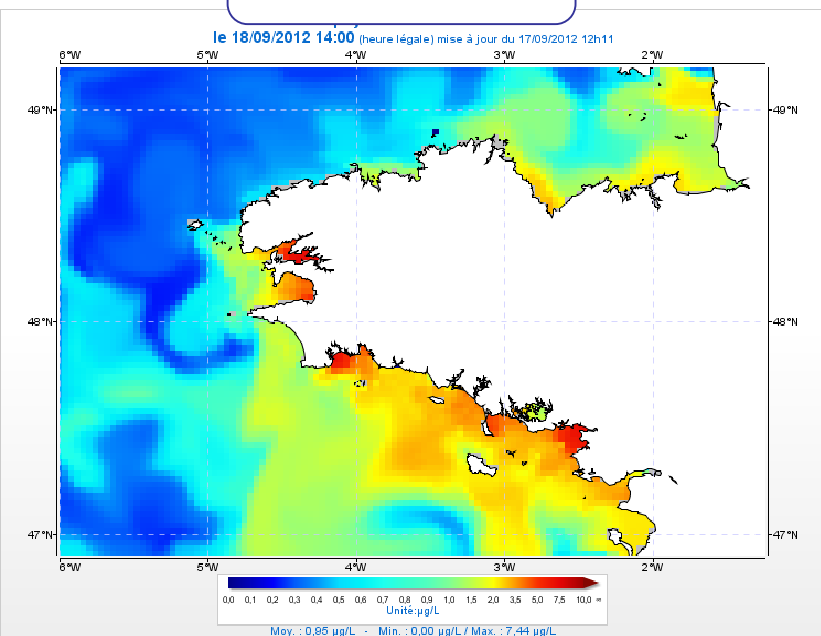 le 18/09/2012 14:00 (heure légale) mise à jour du 17/09/2012 12h11
6°W 5°W 4°W 3°W 2°W
49°N 49°N
48°N 48°N
47°N 47°N
6°W 5°W 4°W 3°W 2°W
0,0 0,1 0,2 0,3 0,4 0,5 0,6 0,7 0,8 0,9 1,0 1,5 2,0 3,5 5,0 7,5 10,0 ∞
Unité:µg/L
Moy. : 0,95 µg/L - Min. : 0,00 µg/L / Max. : 7,44 µg/L